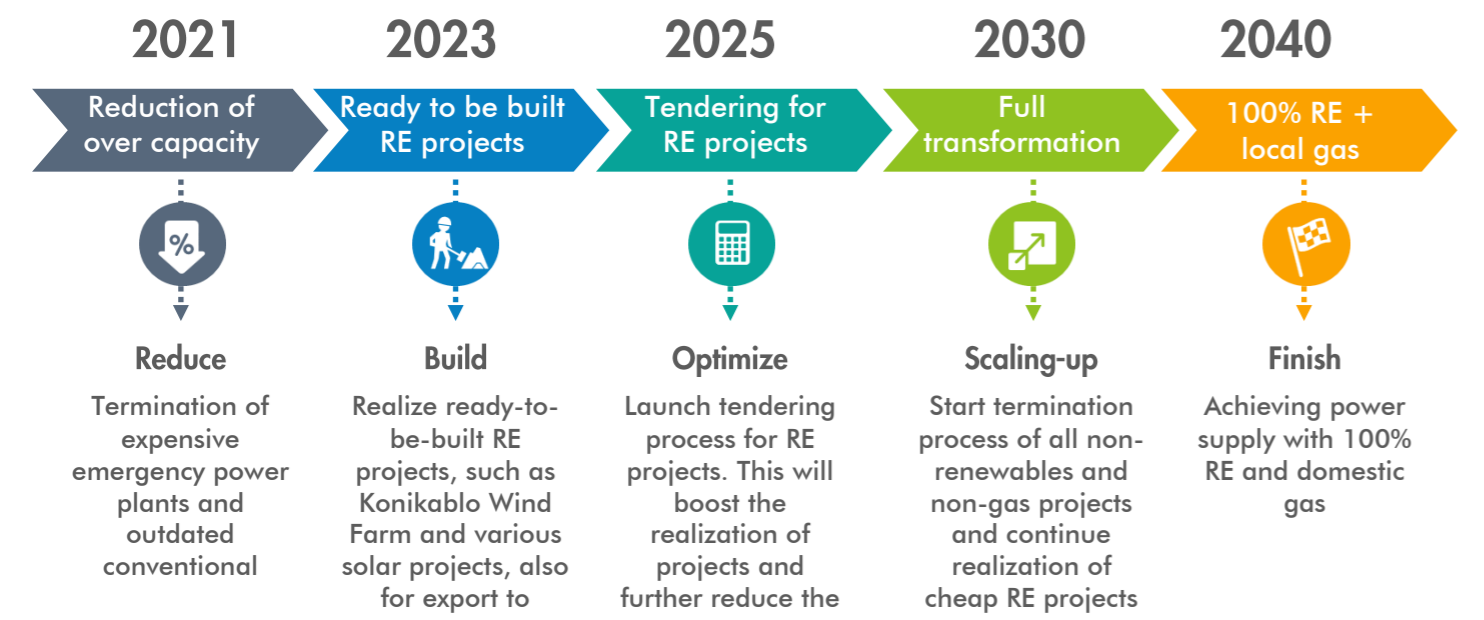 2021
2023
2025
2030
2040
Reduction of
over capacity
Ready to be built
RE projects
Tendering for
RE projects
Full
transformation
100% RE +
local gas
%
Reduce
Termination of
expensive
emergency power
plants and
outdated
conventional
Build
Realize ready-to-
be-built RE
projects, such as
Konikablo Wind
Farm and various
solar projects, also
for export to
Optimize
Launch tendering
process for RE
projects. This will
boost the
realization of
projects and
further reduce the
Scaling-up
Start termination
process of all non-
renewables and
non-gas projects
and continue
realization of
cheap RE projects
Finish
Achieving power
supply with 100%
RE and domestic
gas